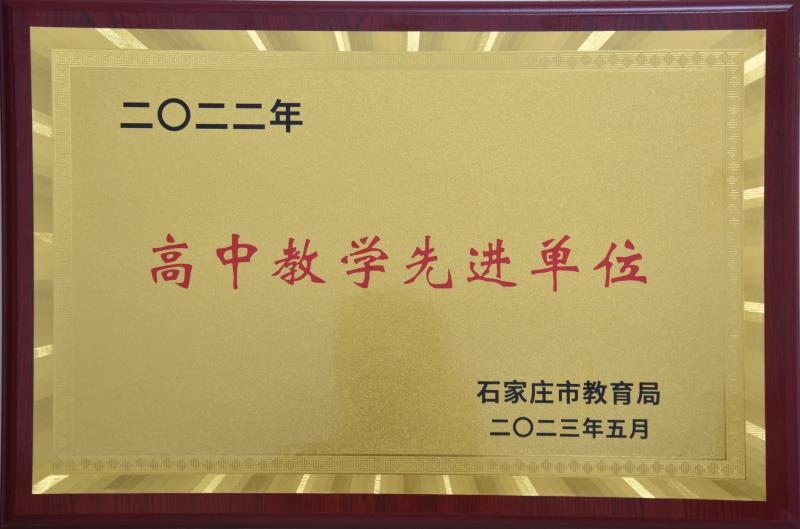 二〇二二年
高中教学先进单位
石家庄市教育局
二〇二三年五月